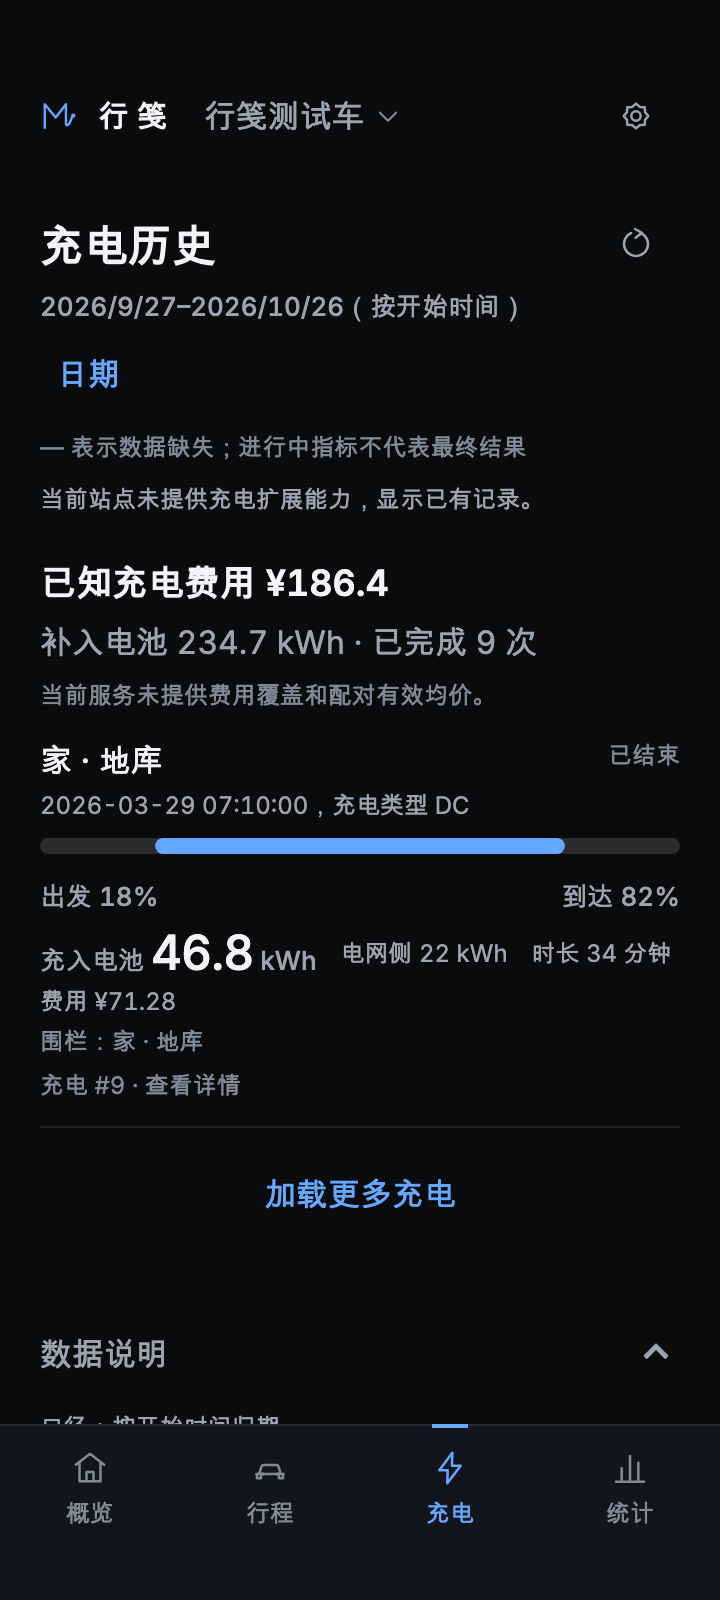 行笺 行笺测试车
充电历史
2026/9/27–2026/10/26（按开始时间）
日期
— 表示数据缺失；进行中指标不代表最终结果
当前站点未提供充电扩展能力，显示已有记录。
已知充电费用 ¥186.4
补入电池 234.7 kWh · 已完成 9 次
当前服务未提供费用覆盖和配对有效均价。
家 · 地库 已结束
2026-03-29 07:10:00，充电类型 DC
出发 18% 到达 82%
充入电池 46.8 kWh 电网侧 22 kWh 时长 34 分钟
费用 ¥71.28
围栏：家 · 地库
充电 #9 · 查看详情
加载更多充电
数据说明
口径：按开始时间归期
概览 行程 充电 统计